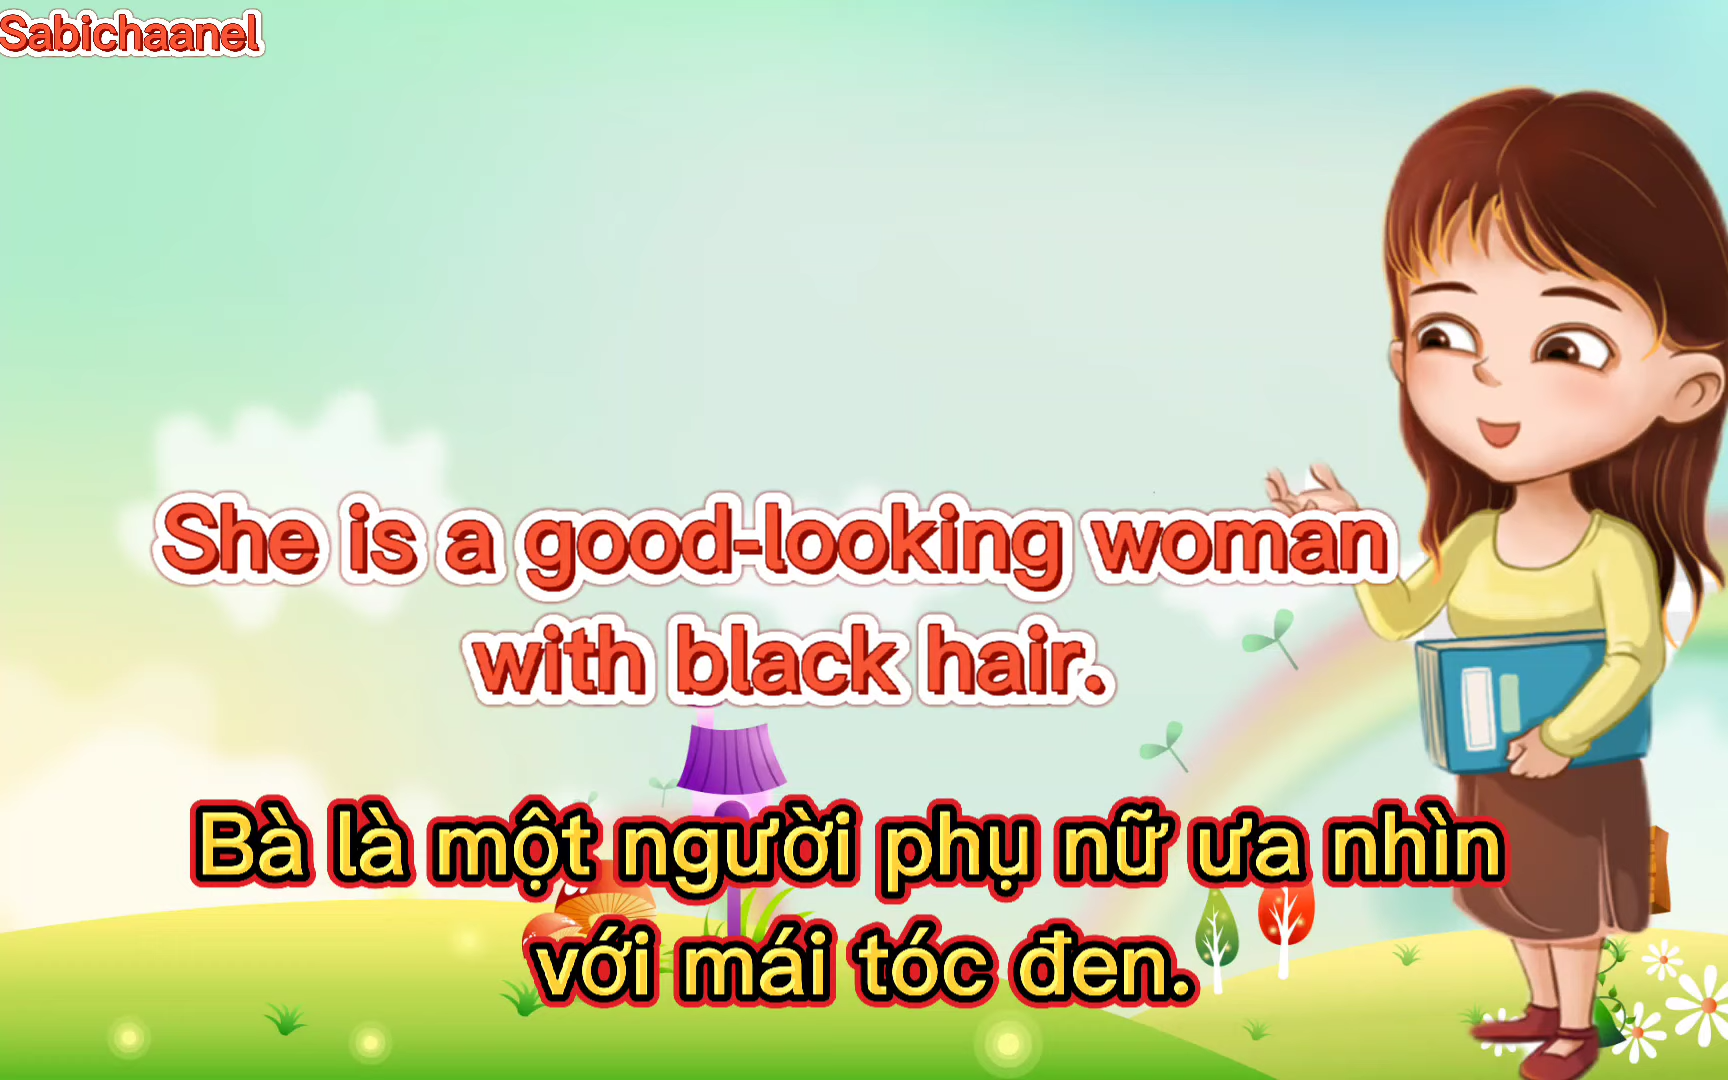 Sabichaanel
She is a good-looking woman
with black hair.
Bà là một người phụ nữ ưa nhìn
với mái tóc đen.